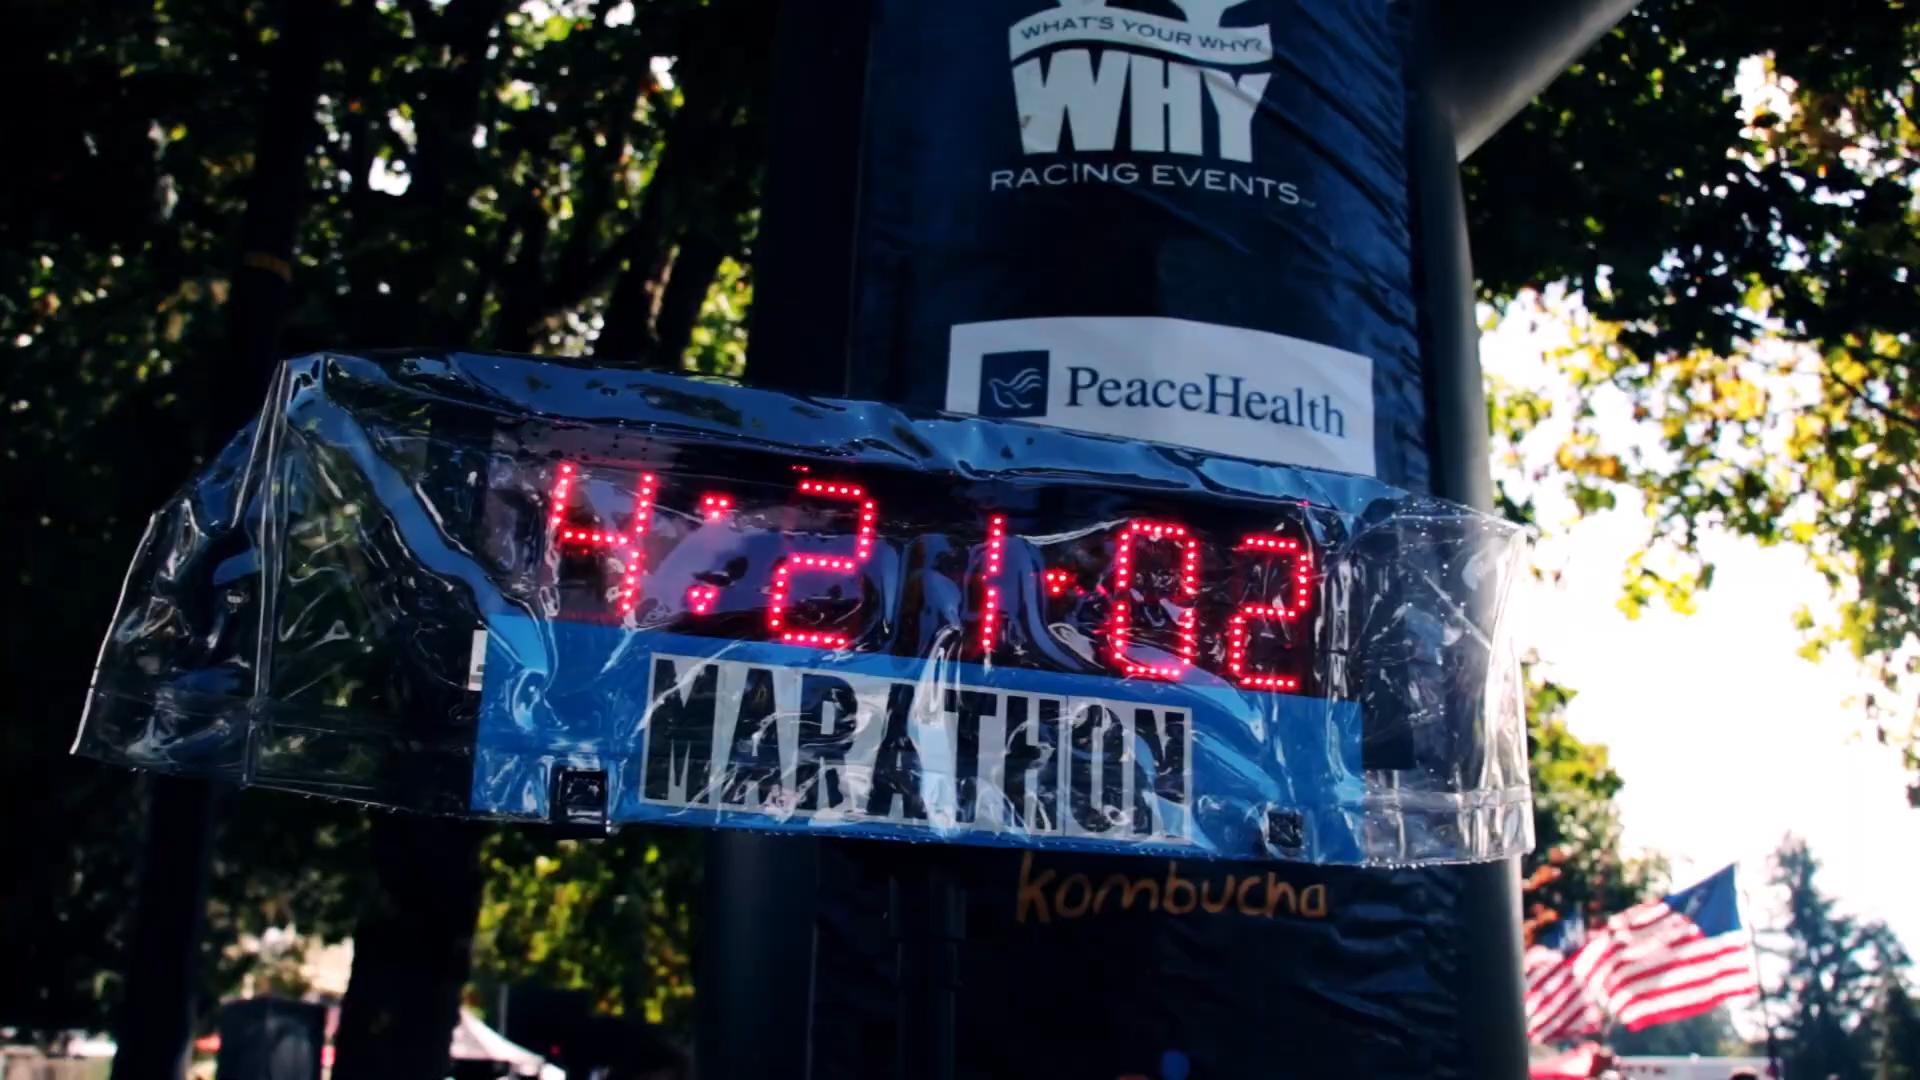 WHAT'S YOUR WHY?
WHY
RACING EVENTS
PeaceHealth
4:21:02
MARATHON
kombucha